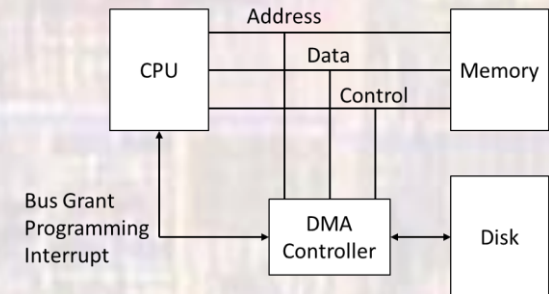 Address
CPU
Data
Memory
Control
Bus Grant
Programming
Interrupt
DMA
Controller
Disk